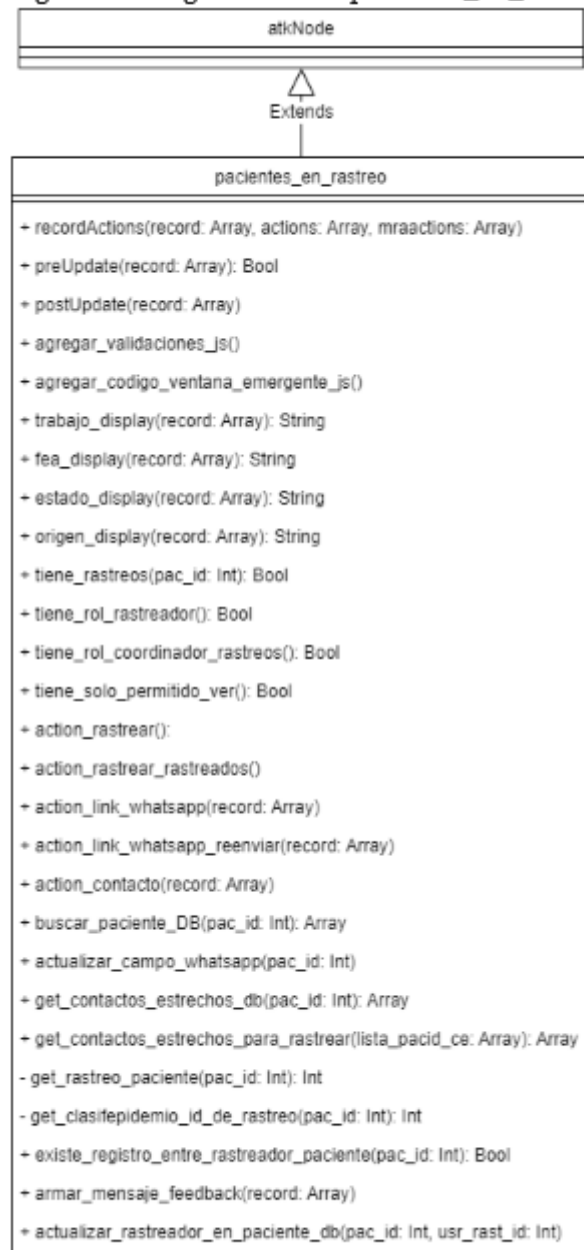 atkNode
Extends
pacientes_en_rastreo
+ recordActions(record: Array, actions: Array, mraactions: Array)
+ preUpdate(record: Array): Bool
+ postUpdate(record: Array)
+ agregar_validaciones_js()
+ agregar_codigo_ventana_emergente_js()
+ trabajo_display(record: Array): String
+ fea_display(record: Array): String
+ estado_display(record: Array): String
+ origen_display(record: Array): String
+ tiene_rastreos(pac_id: Int): Bool
+ tiene_rol_rastreador(): Bool
+ tiene_rol_coordinador_rastreos(): Bool
+ tiene_solo_permitido_ver(): Bool
+ action_rastrear():
+ action_rastrear_rastreados()
+ action_link_whatsapp(record: Array)
+ action_link_whatsapp_reenviar(record: Array)
+ action_contacto(record: Array)
+ buscar_paciente_DB(pac_id: Int): Array
+ actualizar_campo_whatsapp(pac_id: Int)
+ get_contactos_estrechos_db(pac_id: Int): Array
+ get_contactos_estrechos_para_rastrear(lista_pacid_ce: Array): Array
- get_rastreo_paciente(pac_id: Int): Int
- get_clasifepidemio_id_de_rastreo(pac_id: Int): Int
+ existe_registro_entre_rastreador_paciente(pac_id: Int): Bool
+ armar_mensaje_feedback(record: Array)
+ actualizar_rastreador_en_paciente_db(pac_id: Int, usr_rast_id: Int)